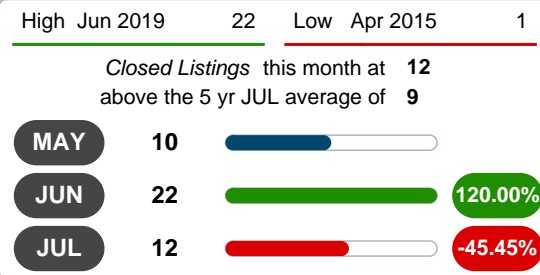 High Jun 2019 22 Low Apr 2015 1
Closed Listings this month at 12
above the 5 yr JUL average of 9
MAY 10
JUN 22 120.00%
JUL 12 -45.45%